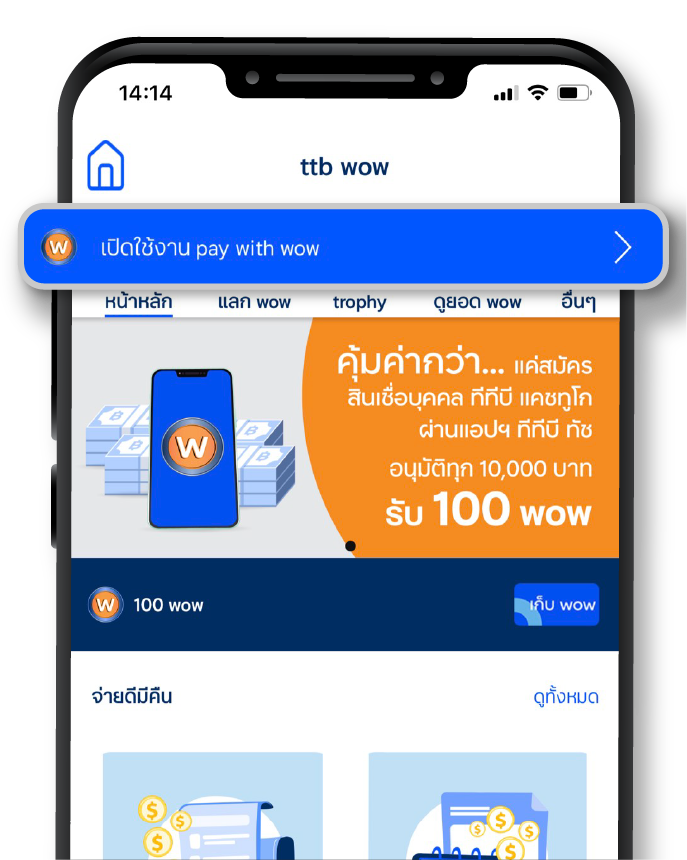 14:14
ttb wow
W เปิดใช้งาน pay with wow
หน้าหลัก แลก wow trophy ดูยอด wow อื่นๆ
คุ้มค่ากว่า... แค่สมัคร
สินเชื่อบุคคล ทีทีบี แคชทูโก
ผ่านแอปฯ ทีทีบี ทัช
อนุมัติทุก 10,000 บาท
รับ 100 wow
W
W 100 wow เก็บ wow
จ่ายดีมีคืน ดูทั้งหมด